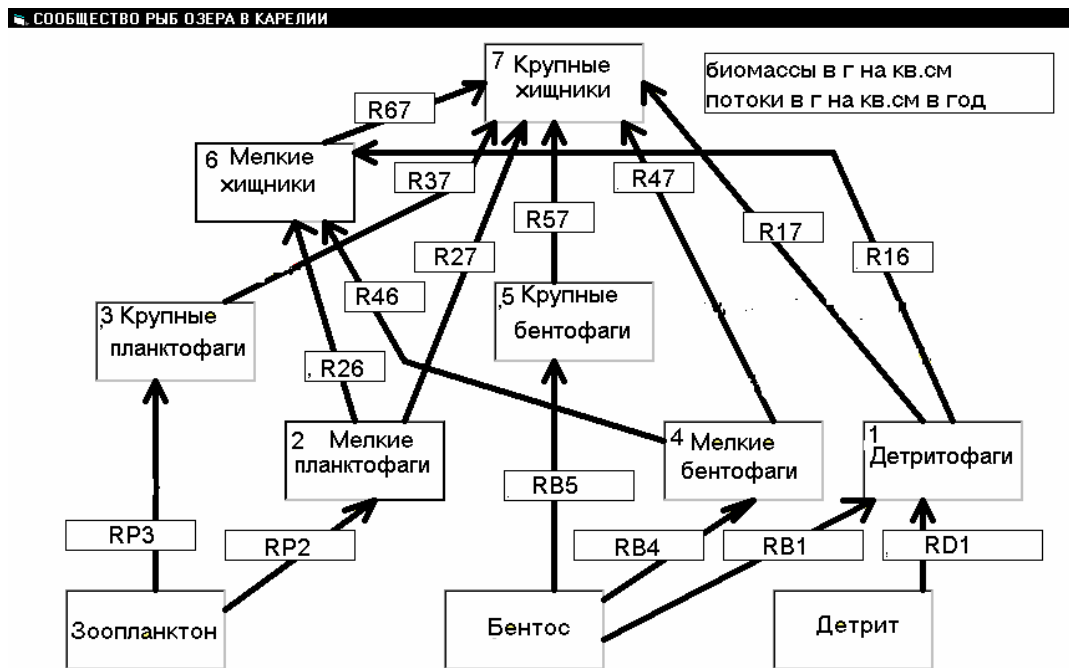 СООБЩЕСТВО РЫБ ОЗЕРА В КАРЕЛИИ
7 Крупные
хищники
биомассы в г на кв.см
потоки в г на кв.см в год
R67
6 Мелкие
хищники
R37
R47
R57
R17
R27
R16
R46
,3 Крупные
планктофаги
,5 Крупные
бентофаги
, R26
2 Мелкие
планктофаги
4 Мелкие
бентофаги
1
Детритофаги
RB5
RP3
RP2
RB4
RB1
, RD1
Зоопланктон
Бентос
Детрит